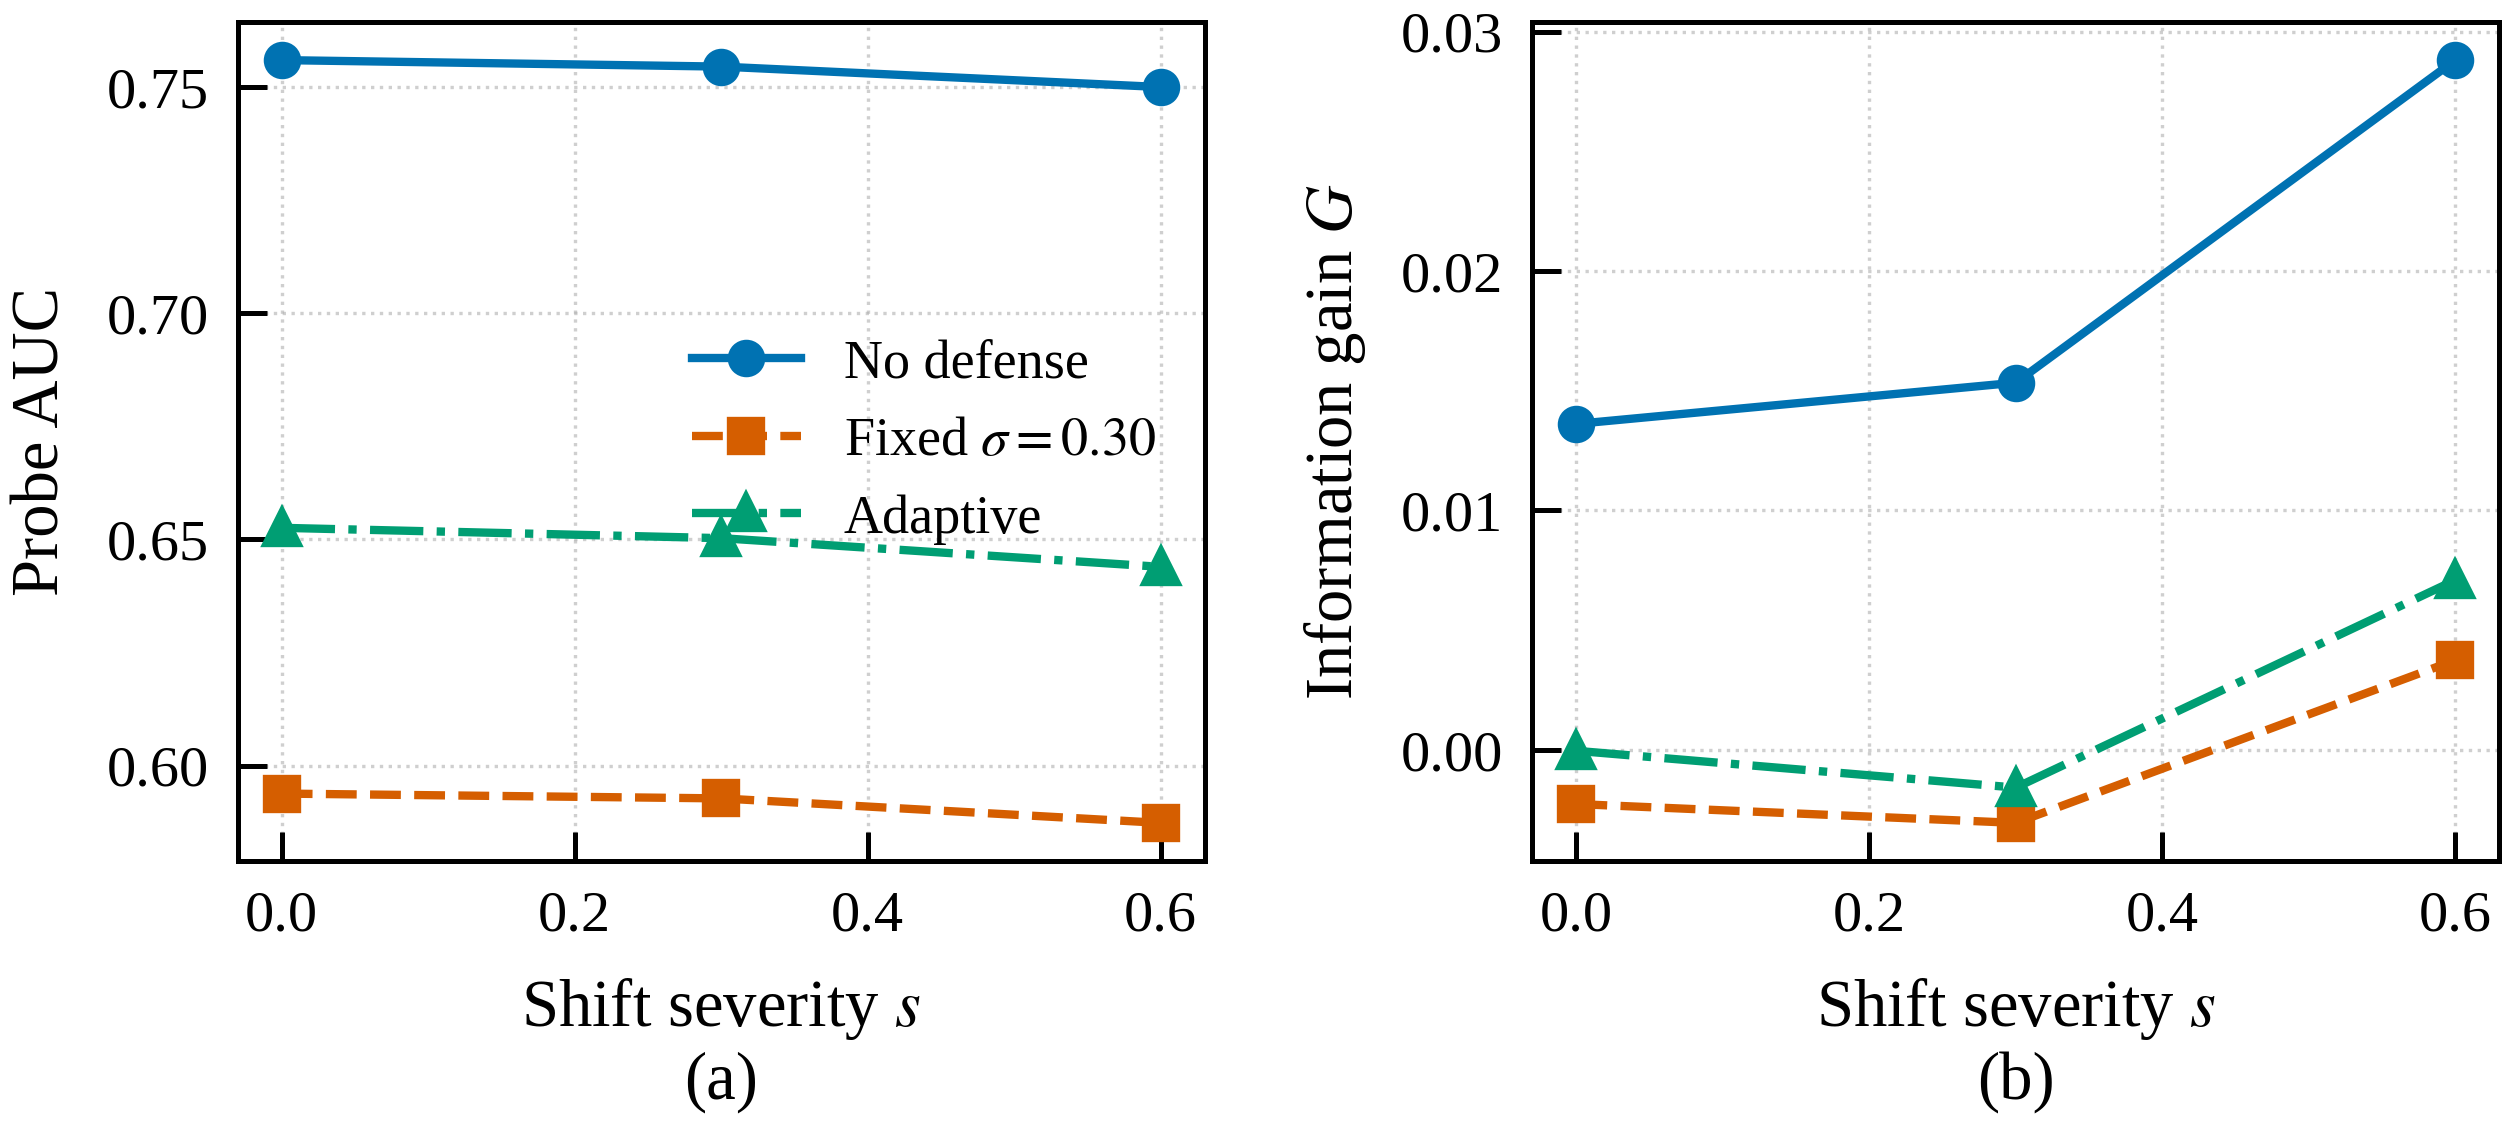 Probe AUC
0.75
0.70
0.65
0.60
No defense
Fixed σ = 0.30
Adaptive
0.0 0.2 0.4 0.6
Shift severity s
(a)
Information gain G
0.03
0.02
0.01
0.00
0.0 0.2 0.4 0.6
Shift severity s
(b)